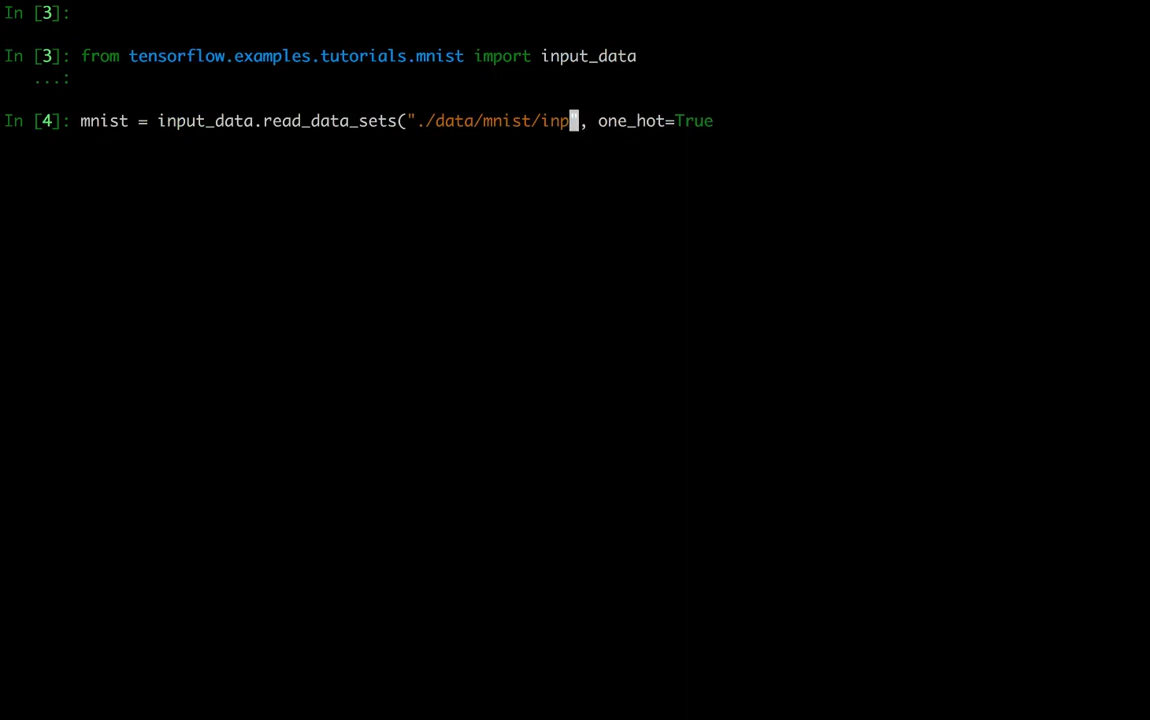 In [3]:
In [3]: from tensorflow.examples.tutorials.mnist import input_data
...:
In [4]: mnist = input_data.read_data_sets("./data/mnist/inp", one_hot=True